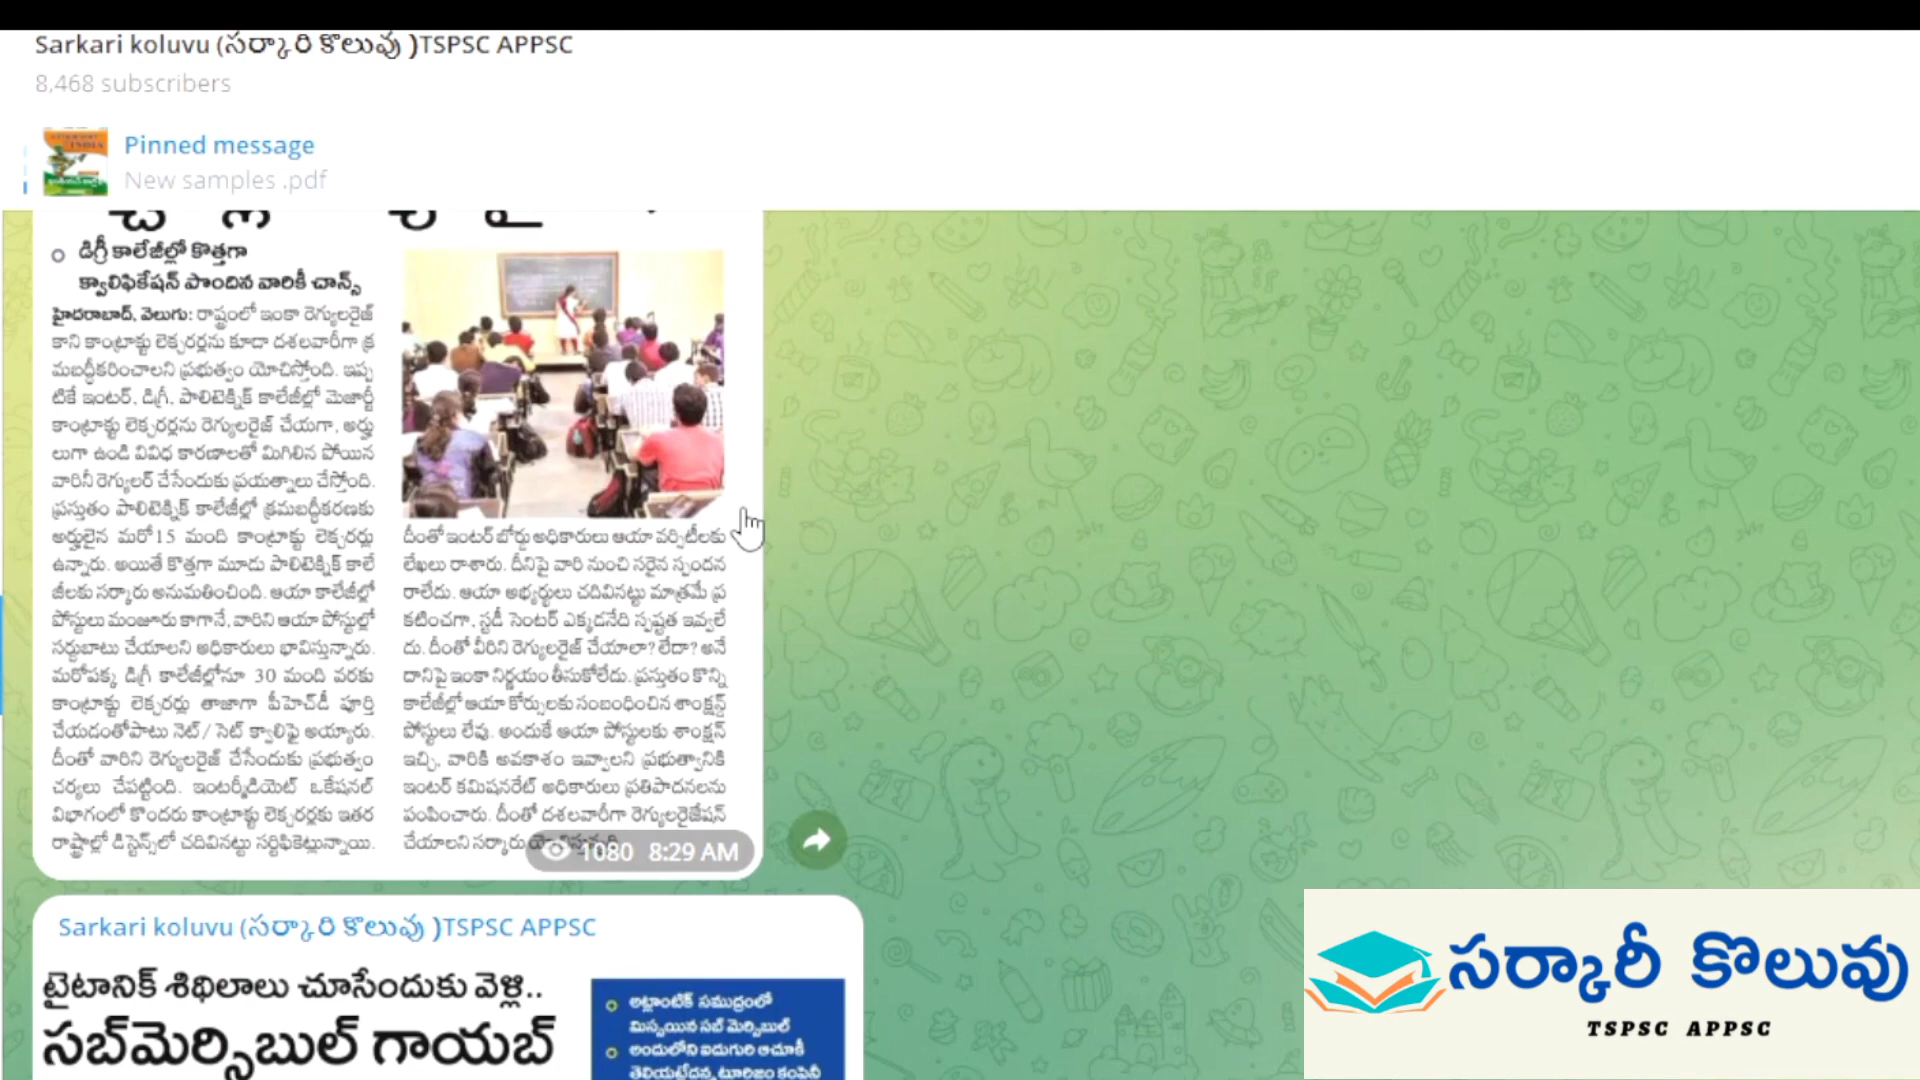 Sarkari koluvu (సర్కారి కొలువు )TSPSC APPSC
8,468 subscribers
Pinned message
New samples .pdf
డిగ్రీ కాలేజీల్లో కొత్తగా
క్వాలిఫికేషన్ పొందిన వారికీ చాన్స్
హైదరాబాద్, వెలుగు: రాష్ట్రంలో ఇంకా రెగ్యులరైజ్
కాని కాంట్రాక్టు లెక్చరర్లను కూడా దశలవారీగా క్ర
మబద్ధీకరించాలని ప్రభుత్వం యోచిస్తోంది. ఇప్ప
టికే ఇంటర్, డిగ్రీ, పాలిటెక్నిక్ కాలేజీల్లో మెజార్టీ
కాంట్రాక్టు లెక్చరర్లను రెగ్యులరైజ్ చేయగా, అర్హు
లుగా ఉండి వివిధ కారణాలతో మిగిలిన పోయిన
వారినీ రెగ్యులర్ చేసేందుకు ప్రయత్నాలు చేస్తోంది.
ప్రస్తుతం పాలిటెక్నిక్ కాలేజీల్లో క్రమబద్ధీకరణకు
అర్హులైన మరో 15 మంది కాంట్రాక్టు లెక్చరర్లు
ఉన్నారు. అయితే కొత్తగా మూడు పాలిటెక్నిక్ కాలే
జీలకు సర్కారు అనుమతించింది. ఆయా కాలేజీల్లో
పోస్టులు మంజూరు కాగానే, వారిని ఆయా పోస్టుల్లో
సర్దుబాటు చేయాలని అధికారులు భావిస్తున్నారు.
మరోపక్క డిగ్రీ కాలేజీల్లోనూ 30 మంది వరకు
కాంట్రాక్టు లెక్చరర్లు తాజాగా పీహెచ్‌డీ పూర్తి
చేయడంతోపాటు నెట్/ సెట్ క్వాలిఫై అయ్యారు.
దీంతో వారిని రెగ్యులరైజ్ చేసేందుకు ప్రభుత్వం
చర్యలు చేపట్టింది. ఇంటర్మీడియెట్ ఒకేషనల్
విభాగంలో కొందరు కాంట్రాక్టు లెక్చరర్లకు ఇతర
రాష్ట్రాల్లో డిస్టెన్స్‌లో చదివినట్టు సర్టిఫికెట్లున్నాయి.
దీంతో ఇంటర్ బోర్డు అధికారులు ఆయా వర్సిటీలకు
లేఖలు రాశారు. దీనిపై వారి నుంచి సరైన స్పందన
రాలేదు. ఆయా అభ్యర్థులు చదివినట్టు మాత్రమే ప్ర
కటించగా, స్టడీ సెంటర్ ఎక్కడనేది స్పష్టత ఇవ్వలే
దు. దీంతో వీరిని రెగ్యులరైజ్ చేయాలా? లేదా? అనే
దానిపై ఇంకా నిర్ణయం తీసుకోలేదు. ప్రస్తుతం కొన్ని
కాలేజీల్లో ఆయా కోర్సులకు సంబంధించిన శాంక్షన్డ్
పోస్టులు లేవు. అందుకే ఆయా పోస్టులకు శాంక్షన్
ఇచ్చి, వారికి అవకాశం ఇవ్వాలని ప్రభుత్వానికి
ఇంటర్ కమిషనరేట్ అధికారులు ప్రతిపాదనలను
పంపించారు. దీంతో దశలవారీగా రెగ్యులరైజేషన్
చేయాలని సర్కారు
1080 8:29 AM
Sarkari koluvu (సర్కారి కొలువు )TSPSC APPSC
టైటానిక్ శిథిలాలు చూసేందుకు వెళ్లి..
సబ్‌మెర్సిబుల్ గాయబ్
అట్లాంటిక్ సముద్రంలో
మిస్సయిన సబ్ మెర్సిబుల్
అందులోని ఐదుగురి ఆచూకీ
తెలియట్లేదన్న టూరిజం కంపెనీ
సర్కారీ కొలువు
TSPSC APPSC